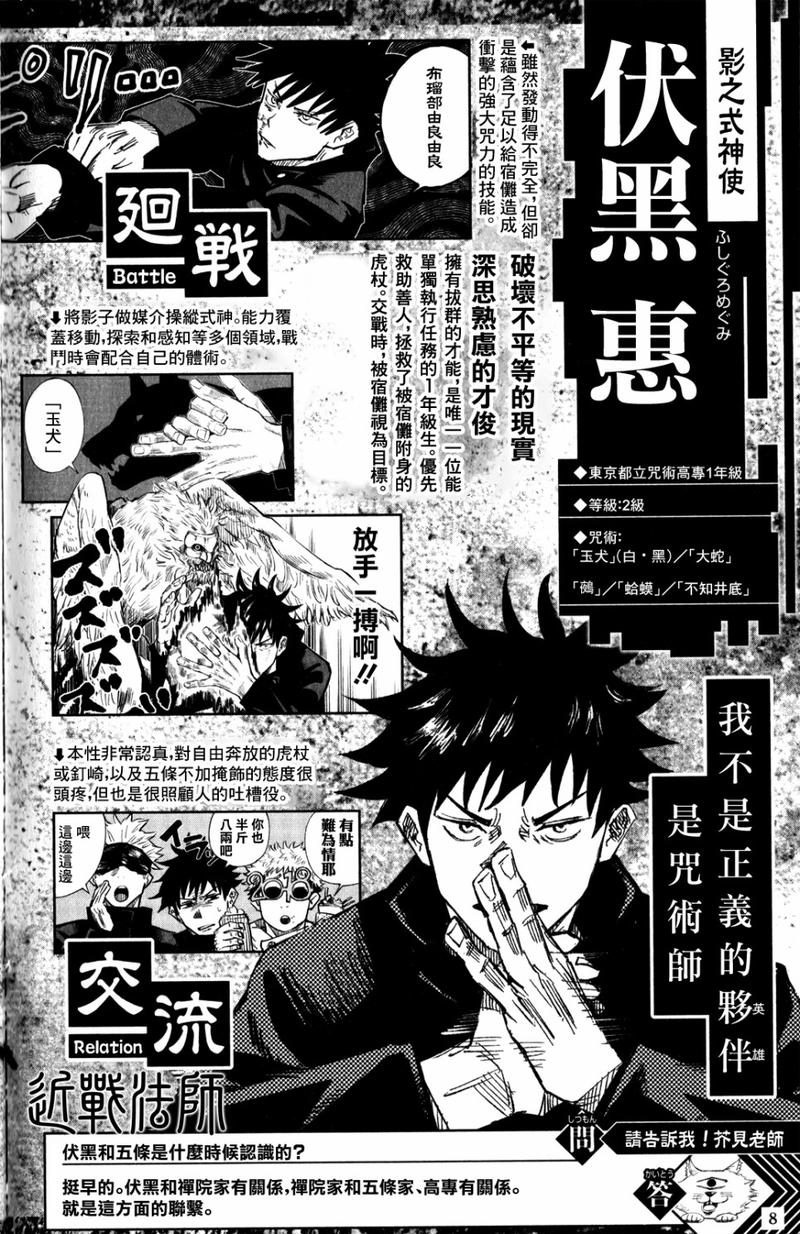 影之式神使
伏黑 惠
ふしぐろめぐみ
◆東京都立咒術高專1年級
◆等級:2級
◆咒術:
「玉犬」(白·黑)/「大蛇」
「鵺」/「蛤蟆」/「不知井底」
破壞不平等的現實
深思熟慮的才俊
擁有拔群的才能,是唯一一位能
單獨執行任務的1年級生。優先
救助善人,拯救了被宿儺附身的
虎杖。交戰時,被宿儺視為目標。
⬅雖然發動得不完全,但卻
是蘊含了足以給宿儺造成
衝擊的強大咒力的技能。
布瑠部由良由良
廻戰
Battle
⬇將影子做媒介操縱式神。能力覆
蓋移動,探索和感知等多個領域,戰
鬥時會配合自己的體術。
「玉犬」
放手一搏啊!!
ズズズズズ
⬇本性非常認真,對自由奔放的虎杖
或釘崎,以及五條不加掩飾的態度很
頭疼,但也是很照顧人的吐槽役。
有點
難為情耶
你也
半斤
八兩吧
イラ
喂
這邊這邊
交流
Relation
我不是正義的夥伴
英雄
是咒術師
近戰法師
請告訴我!芥見老師
しつもん
問
伏黑和五條是什麼時候認識的?
かいとう
答
挺早的。伏黑和禪院家有關係,禪院家和五條家、高專有關係。
就是這方面的聯繫。
8